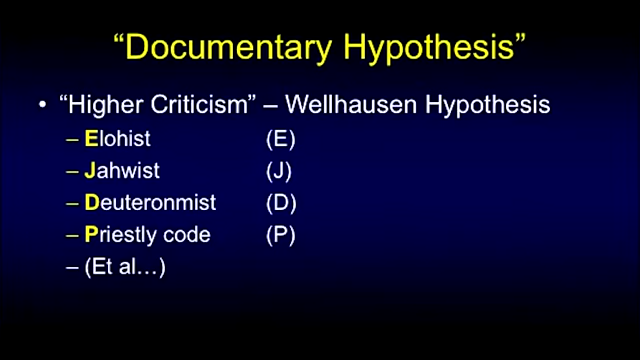 “Documentary Hypothesis”
• “Higher Criticism” – Wellhausen Hypothesis
– Elohist (E)
– Jahwist (J)
– Deuteronmist (D)
– Priestly code (P)
– (Et al…)